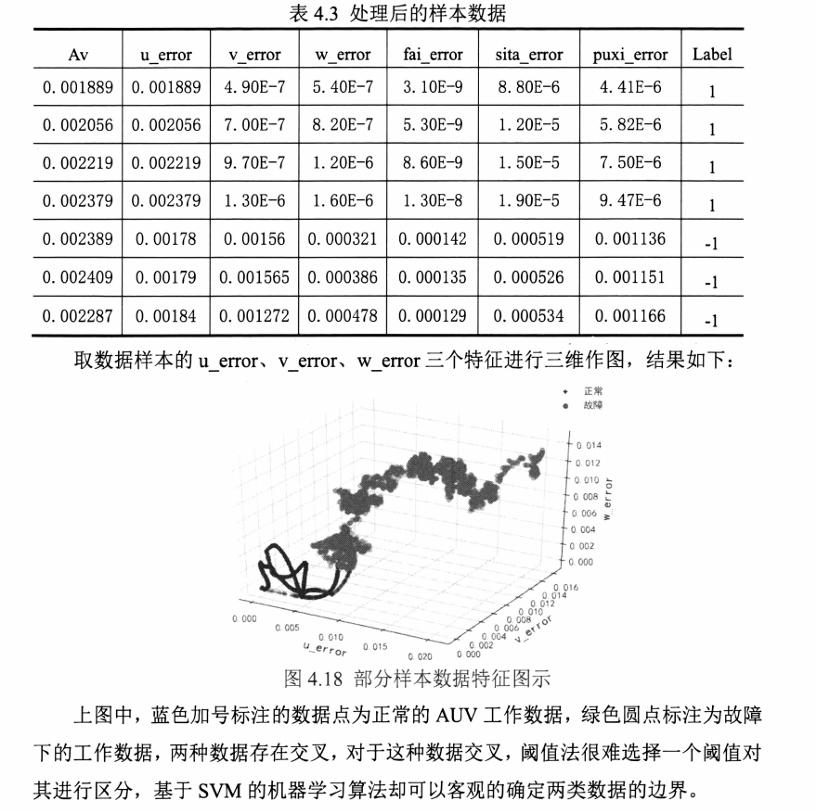 表 4.3 处理后的样本数据
Av u_error v_error w_error fai_error sita_error puxi_error Label
0.001889 0.001889 4.90E-7 5.40E-7 3.10E-9 8.80E-6 4.41E-6 1
0.002056 0.002056 7.00E-7 8.20E-7 5.30E-9 1.20E-5 5.82E-6 1
0.002219 0.002219 9.70E-7 1.20E-6 8.60E-9 1.50E-5 7.50E-6 1
0.002379 0.002379 1.30E-6 1.60E-6 1.30E-8 1.90E-5 9.47E-6 1
0.002389 0.00178 0.00156 0.000321 0.000142 0.000519 0.001136 -1
0.002409 0.00179 0.001565 0.000386 0.000135 0.000526 0.001151 -1
0.002287 0.00184 0.001272 0.000478 0.000129 0.000534 0.001166 -1
取数据样本的 u_error、v_error、w_error 三个特征进行三维作图，结果如下：
正常
故障
0.014
0.012
0.010
0.008
0.006
0.004
0.002
0.000
w_error
0.016
0.014
0.012
0.010
0.008
0.006
0.004
0.002
0.000
v_error
0.000
0.005
0.010
0.015
0.020
u_error
图 4.18 部分样本数据特征图示
上图中，蓝色加号标注的数据点为正常的 AUV 工作数据，绿色圆点标注为故障
下的工作数据，两种数据存在交叉，对于这种数据交叉，阈值法很难选择一个阈值对
其进行区分，基于 SVM 的机器学习算法却可以客观的确定两类数据的边界。